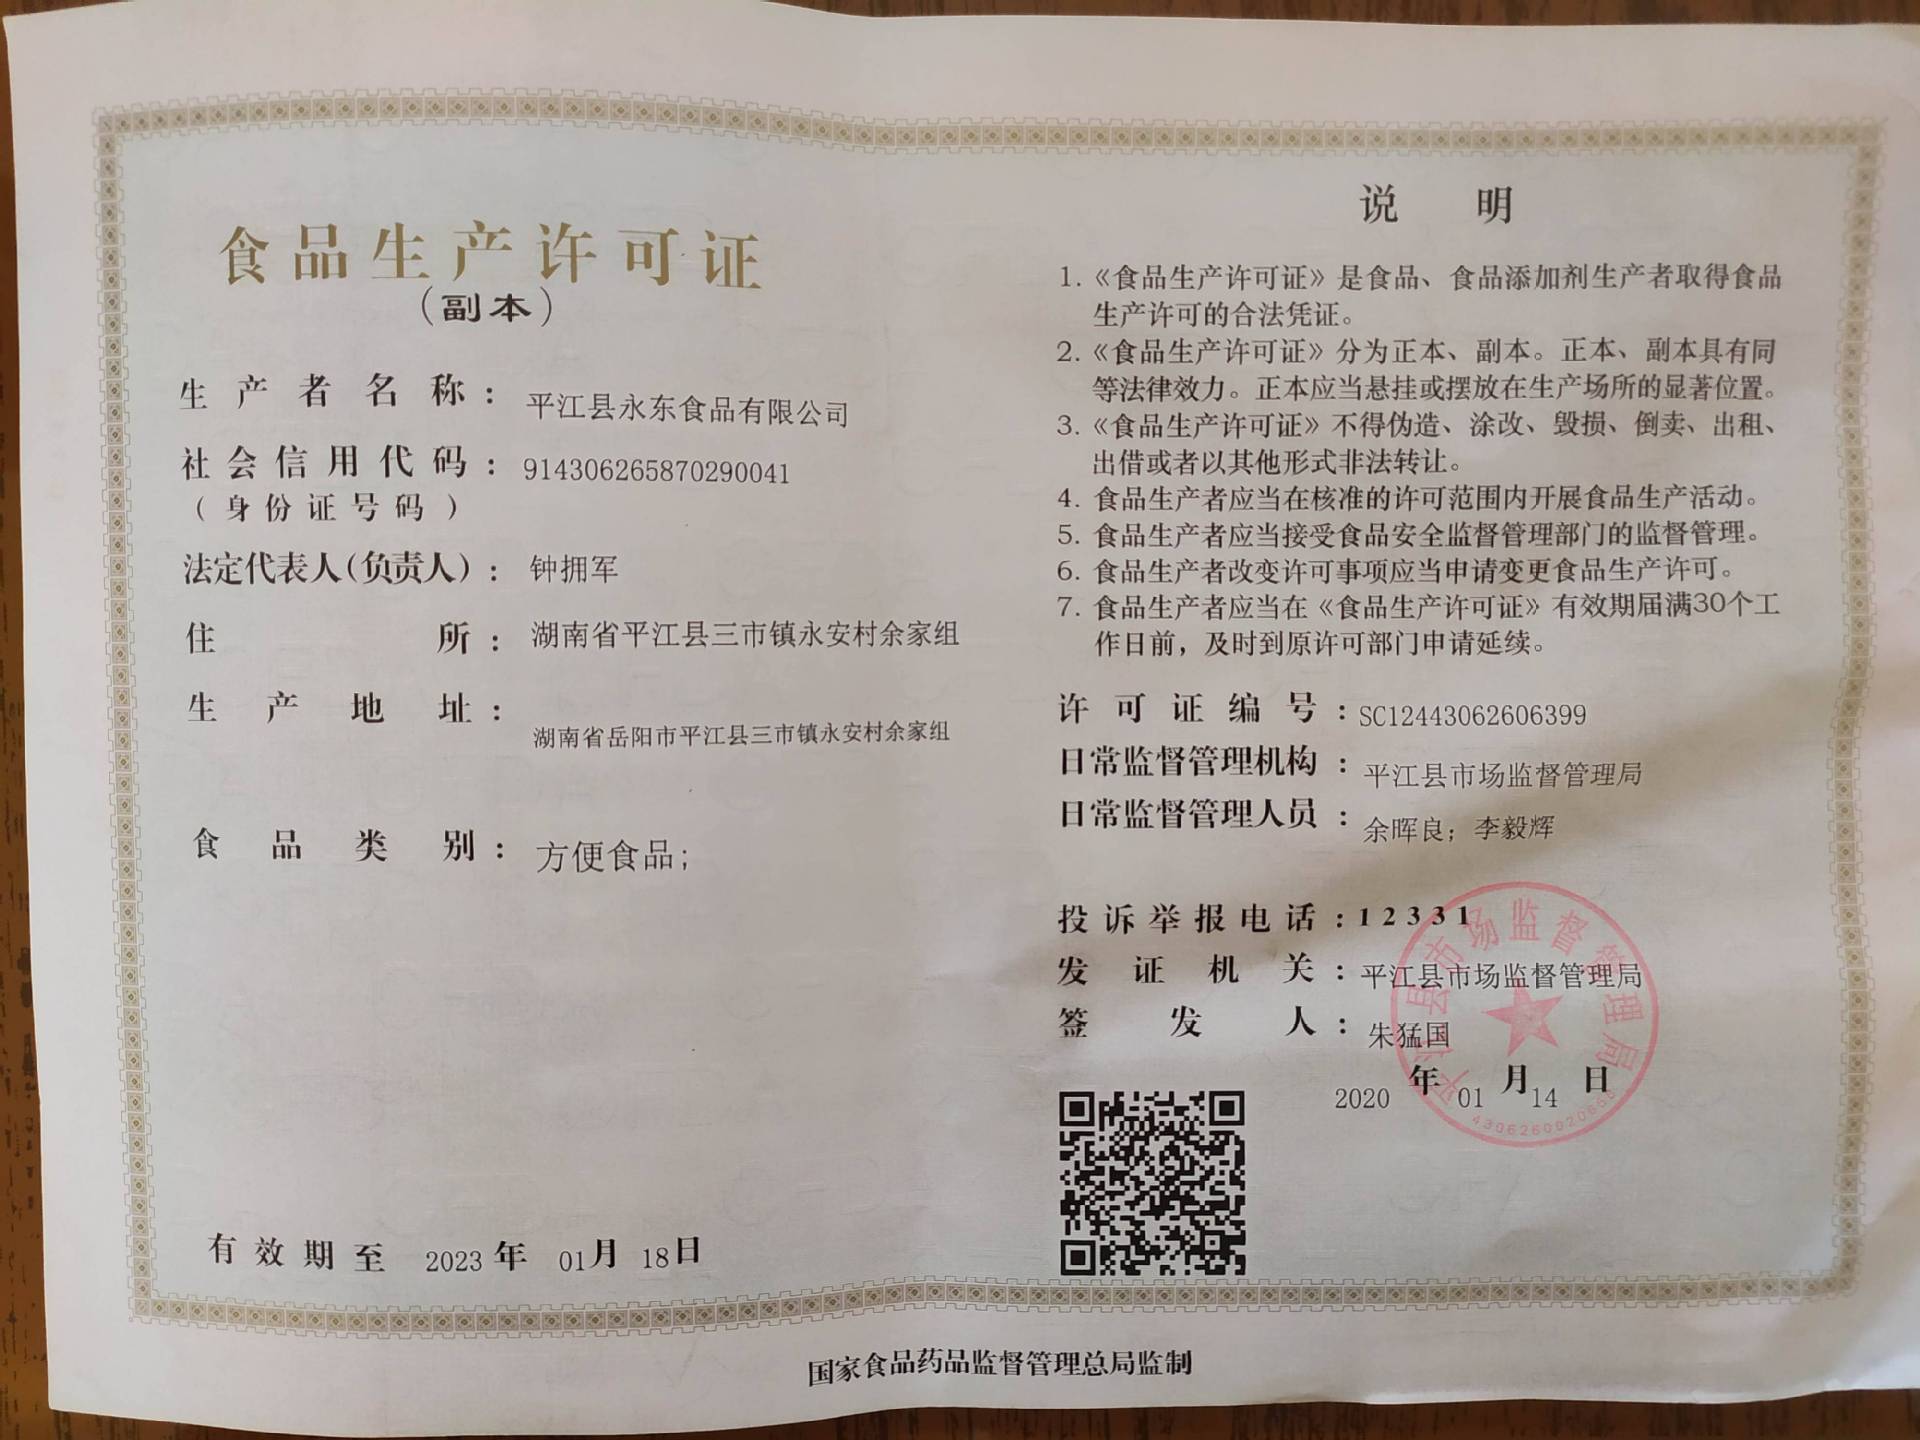 食品生产许可证
（副本）
生产者名称：平江县永东食品有限公司
社会信用代码：914306265870290041
（身份证号码）
法定代表人(负责人)：钟拥军
住所：湖南省平江县三市镇永安村余家组
生产地址：湖南省岳阳市平江县三市镇永安村余家组
食品类别：方便食品;
有效期至 2023年 01月 18日
说明
1.《食品生产许可证》是食品、食品添加剂生产者取得食品
生产许可的合法凭证。
2.《食品生产许可证》分为正本、副本。正本、副本具有同
等法律效力。正本应当悬挂或摆放在生产场所的显著位置。
3.《食品生产许可证》不得伪造、涂改、毁损、倒卖、出租、
出借或者以其他形式非法转让。
4. 食品生产者应当在核准的许可范围内开展食品生产活动。
5. 食品生产者应当接受食品安全监督管理部门的监督管理。
6. 食品生产者改变许可事项应当申请变更食品生产许可。
7. 食品生产者应当在《食品生产许可证》有效期届满30个工
作日前，及时到原许可部门申请延续。
许可证编号：SC12443062606399
日常监督管理机构：平江县市场监督管理局
日常监督管理人员：余晖良；李毅辉
投诉举报电话：12331
发证机关：平江县市场监督管理局
签发人：朱猛国
2020 年 01 月 14 日
平江县市场监督管理局
国家食品药品监督管理总局监制